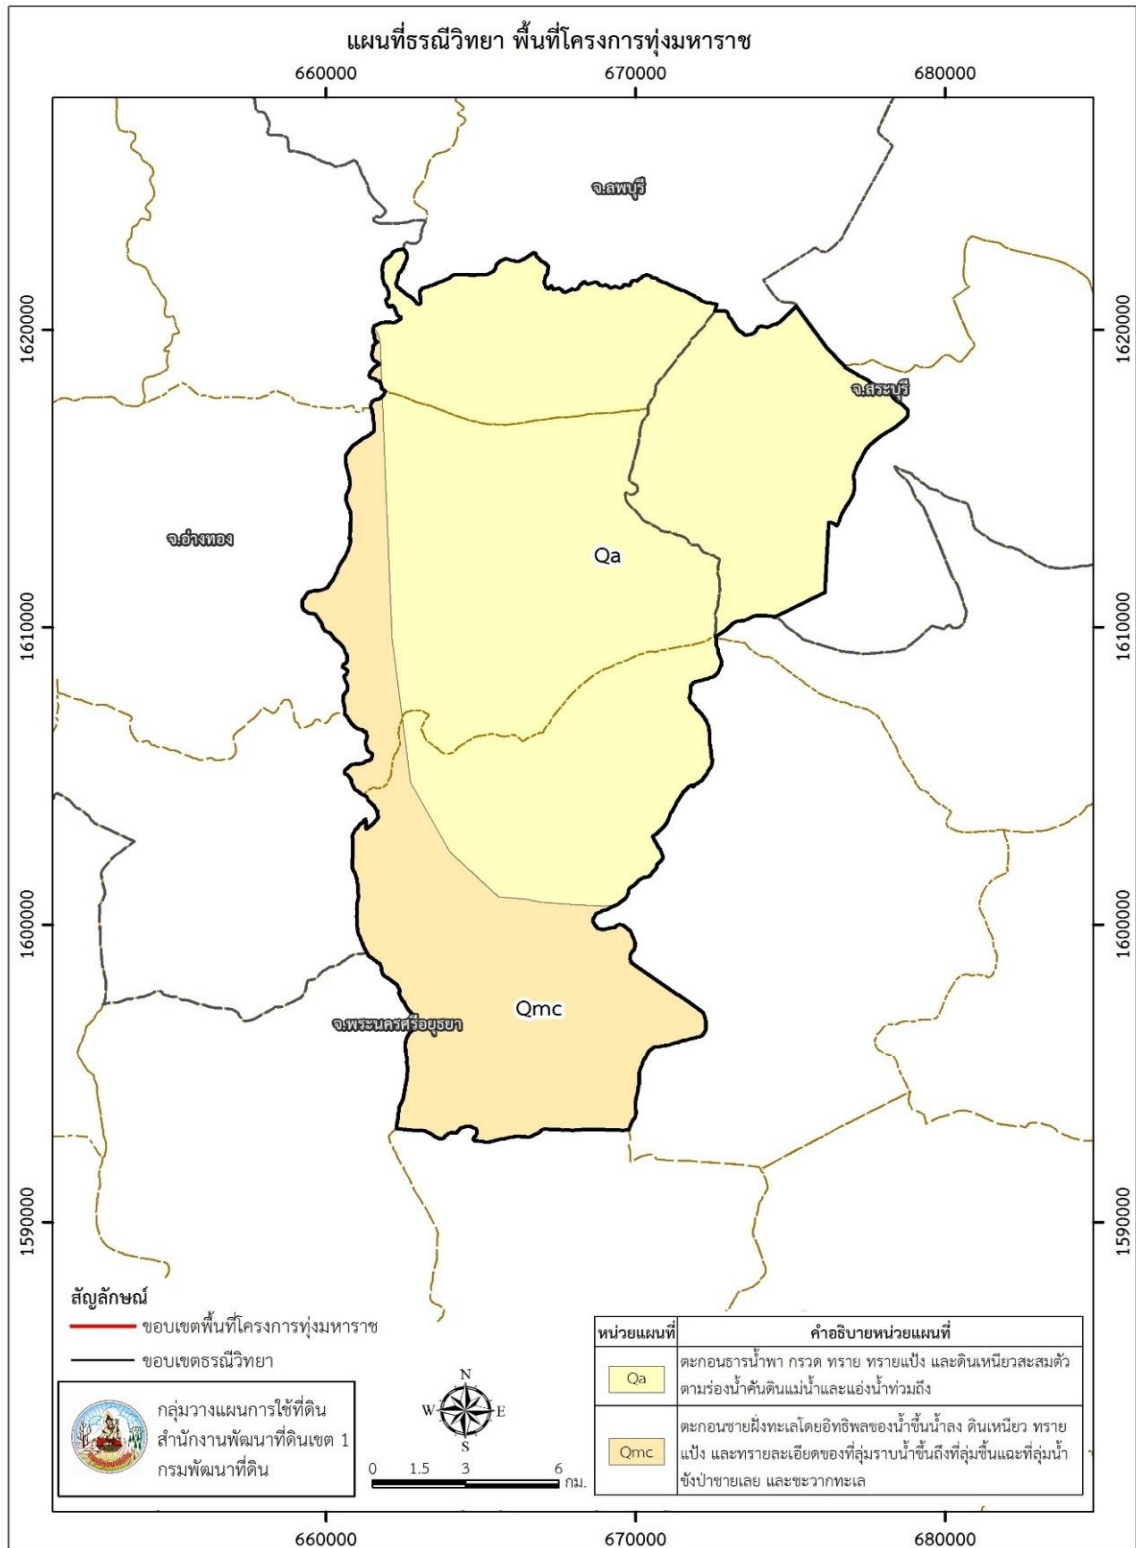 แผนที่ธรณีวิทยา พื้นที่โครงการทุ่งมหาราช
660000
670000
680000
จ.ลพบุรี
1620000
1620000
จ.สระบุรี
จ.อ่างทอง
Qa
1610000
1610000
1600000
1600000
Qmc
จ.พระนครศรีอยุธยา
1590000
1590000
สัญลักษณ์
ขอบเขตพื้นที่โครงการทุ่งมหาราช
ขอบเขตธรณีวิทยา
กลุ่มวางแผนการใช้ที่ดิน
สำนักงานพัฒนาที่ดินเขต 1
กรมพัฒนาที่ดิน
N
W
E
S
0 1.5 3 6
กม.
หน่วยแผนที่ คำอธิบายหน่วยแผนที่
Qa
ตะกอนธารน้ำพา กรวด ทราย ทรายแป้ง และดินเหนียวสะสมตัว
ตามร่องน้ำคันดินแม่น้ำและแอ่งน้ำท่วมถึง
Qmc
ตะกอนชายฝั่งทะเลโดยอิทธิพลของน้ำขึ้นน้ำลง ดินเหนียว ทราย
แป้ง และทรายละเอียดของที่ลุ่มราบน้ำขึ้นถึงที่ลุ่มชื้นแฉะที่ลุ่มน้ำ
ขังป่าชายเลย และชะวากทะเล
660000
670000
680000